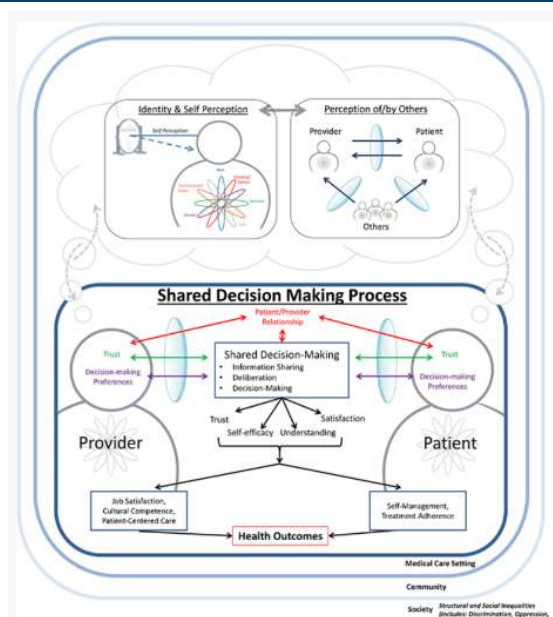 Identity & Self Perception
Self Perception
Perception of/by Others
Provider
Patient
Others
Shared Decision Making Process
Patient/Provider
Relationship
Trust
Decision-making
Preferences
Shared Decision-Making
• Information Sharing
• Deliberation
• Decision-Making
Trust
Decision-making
Preferences
Trust
Satisfaction
Self-efficacy
Understanding
Provider
Patient
Job Satisfaction,
Cultural Competence,
Patient-Centered Care
Self-Management,
Treatment Adherence
Health Outcomes
Medical Care Setting
Community
Society
Structural and Social Inequalities
(Includes: Discrimination, Oppression,